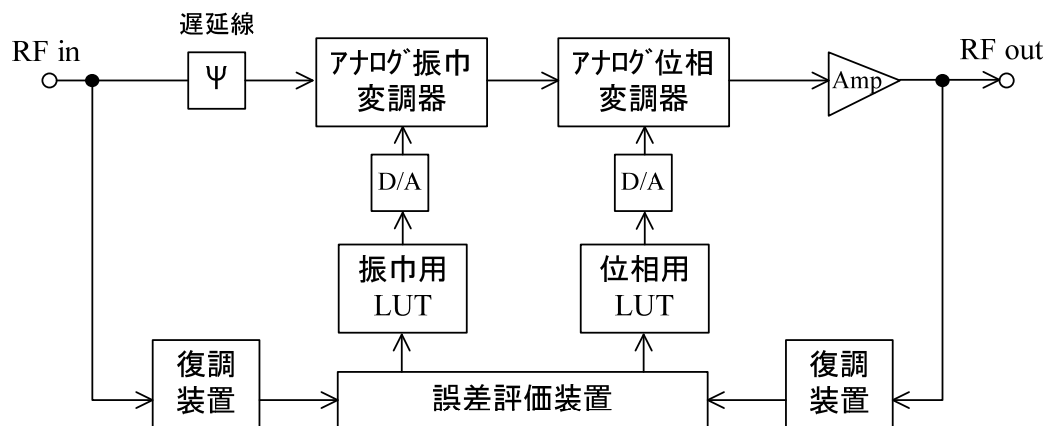 遅延線
RF in
RF out
Ψ
アナログ振巾
変調器
アナログ位相
変調器
Amp
D/A
D/A
振巾用
LUT
位相用
LUT
復調
装置
誤差評価装置
復調
装置